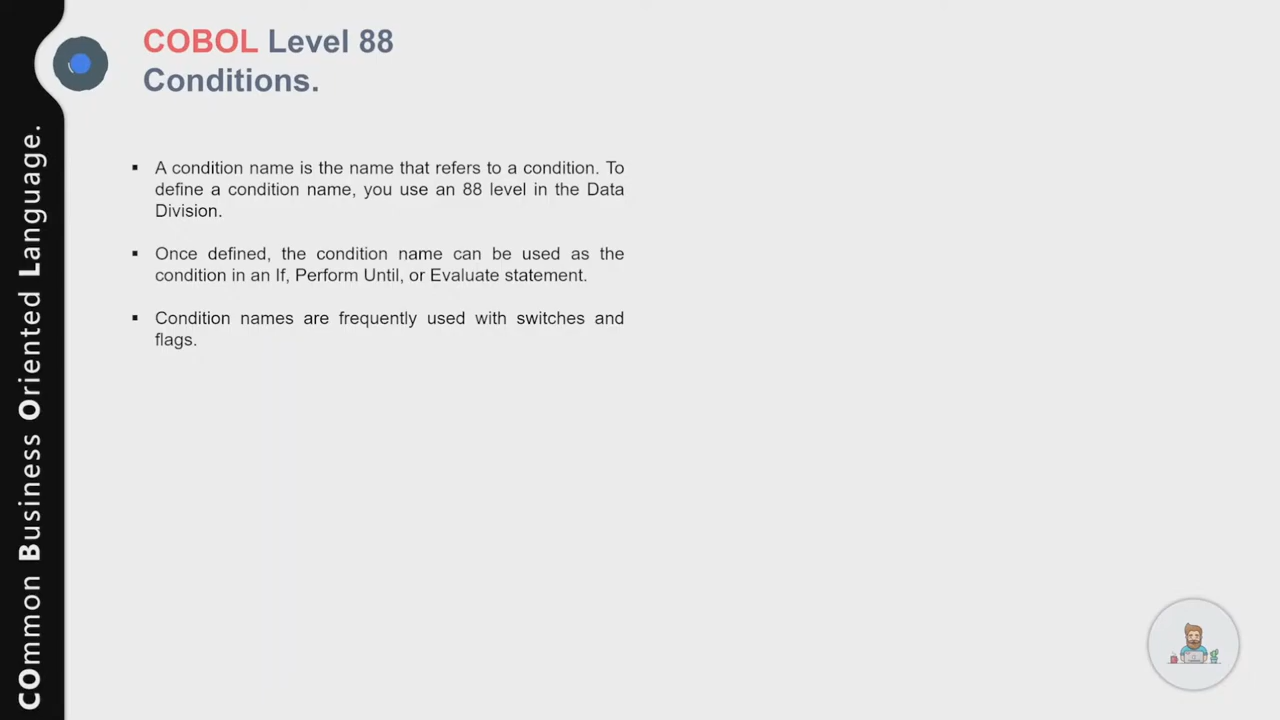 COBOL Level 88
Conditions.
▪ A condition name is the name that refers to a condition. To
define a condition name, you use an 88 level in the Data
Division.
▪ Once defined, the condition name can be used as the
condition in an If, Perform Until, or Evaluate statement.
▪ Condition names are frequently used with switches and
flags.
COmmon Business Oriented Language.